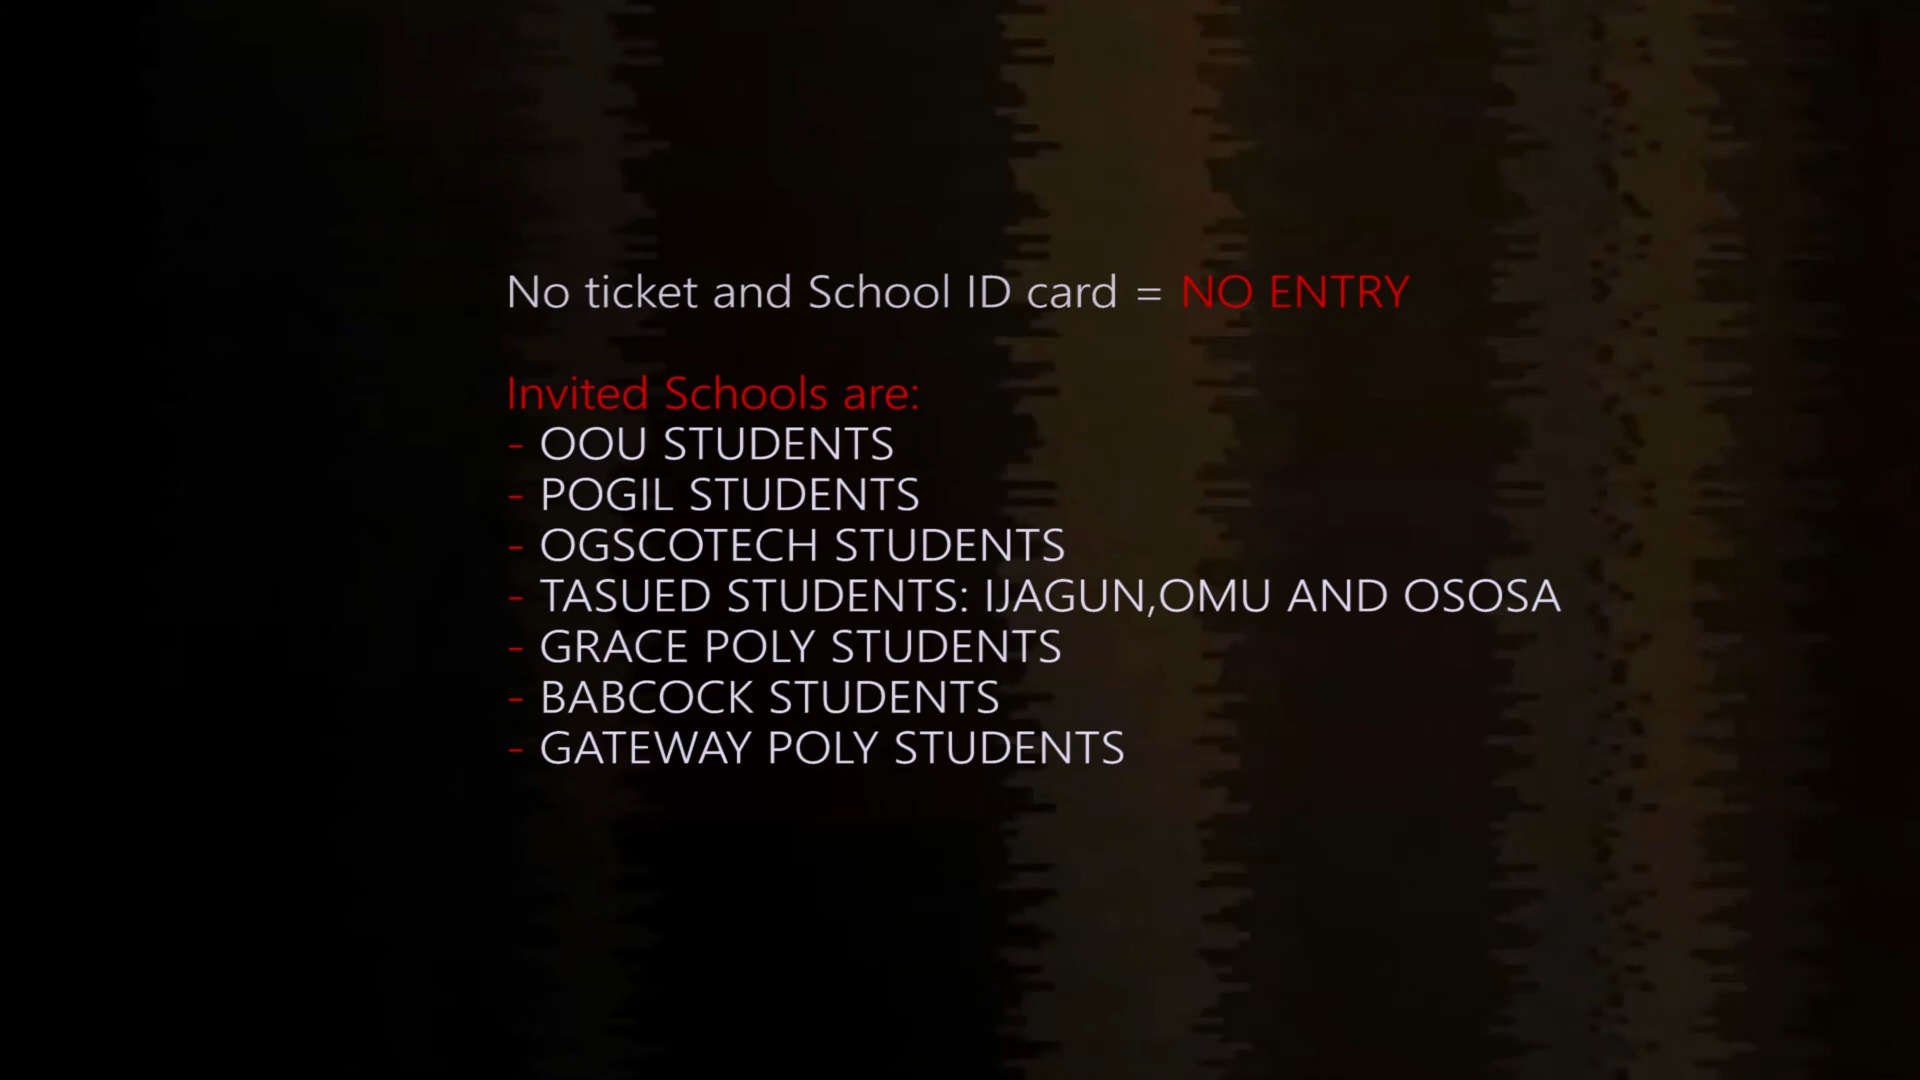 No ticket and School ID card = NO ENTRY
Invited Schools are:
- OOU STUDENTS
- POGIL STUDENTS
- OGSCOTECH STUDENTS
- TASUED STUDENTS: IJAGUN,OMU AND OSOSA
- GRACE POLY STUDENTS
- BABCOCK STUDENTS
- GATEWAY POLY STUDENTS